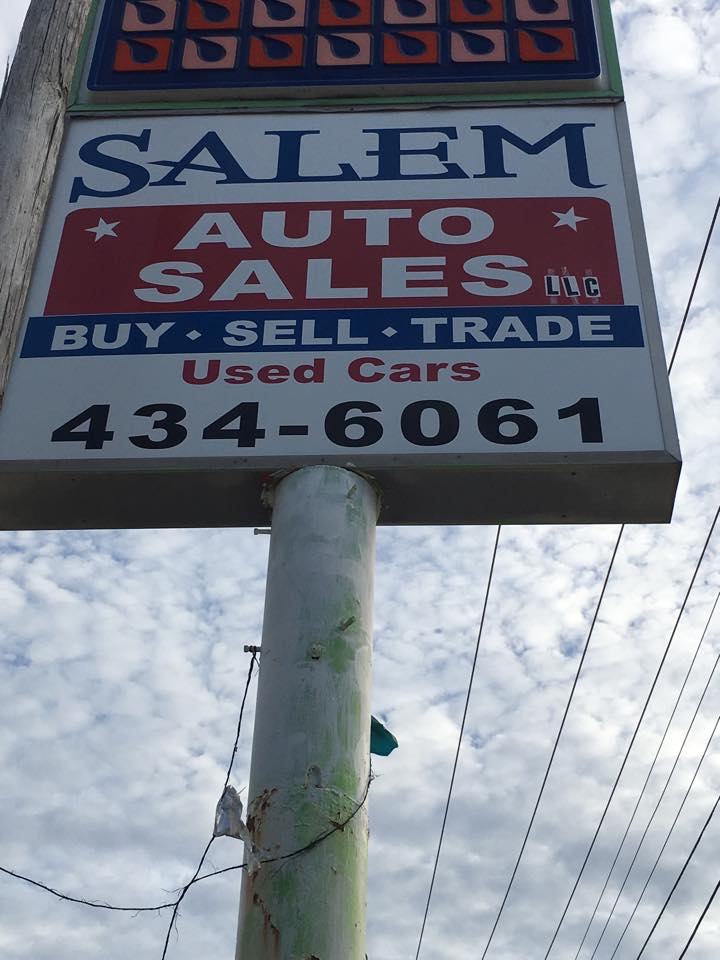 SALEM
AUTO
SALES LLC
BUY • SELL • TRADE
Used Cars
434-6061